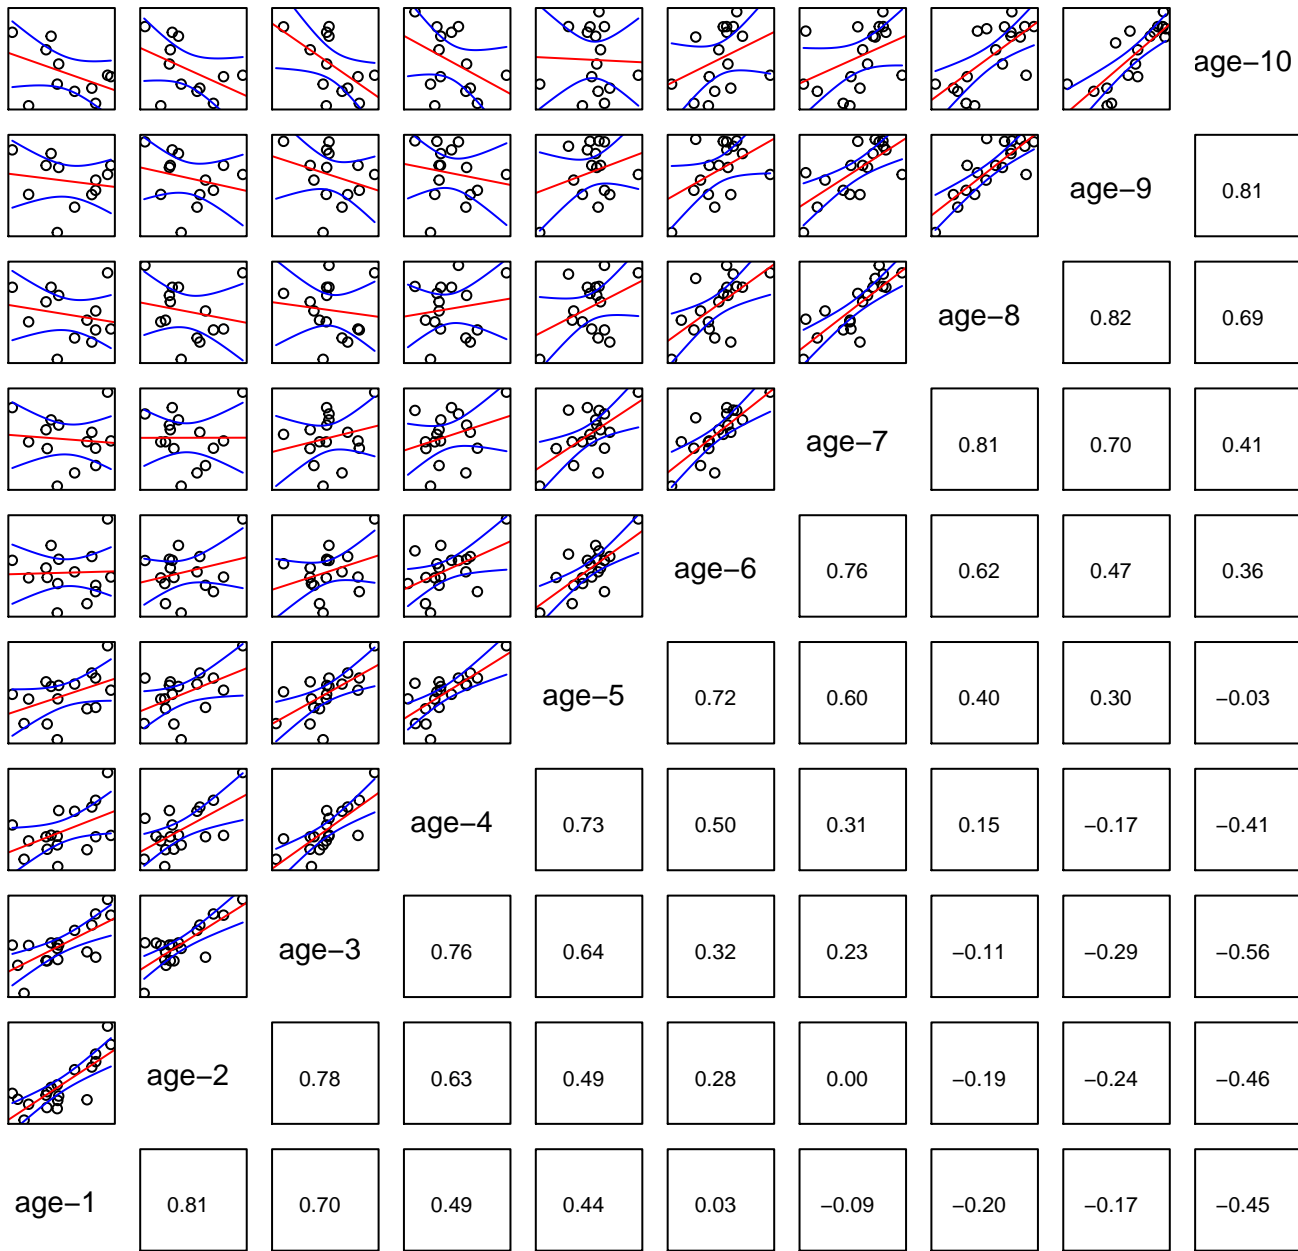 age−10
age−9 0.81
age−8 0.82 0.69
age−7 0.81 0.70 0.41
age−6 0.76 0.62 0.47 0.36
age−5 0.72 0.60 0.40 0.30 −0.03
age−4 0.73 0.50 0.31 0.15 −0.17 −0.41
age−3 0.76 0.64 0.32 0.23 −0.11 −0.29 −0.56
age−2 0.78 0.63 0.49 0.28 0.00 −0.19 −0.24 −0.46
age−1 0.81 0.70 0.49 0.44 0.03 −0.09 −0.20 −0.17 −0.45